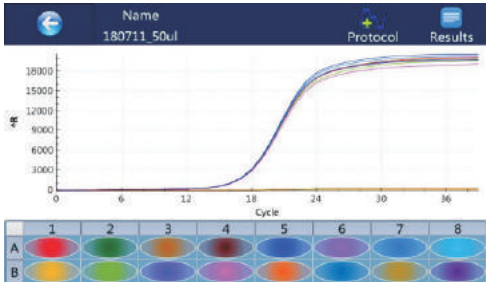 Name
180711_50ul
Protocol
Results
18000
15000
12000
9000
6000
3000
0
^R
0 6 12 18 24 30 36
Cycle
1 2 3 4 5 6 7 8
A
B